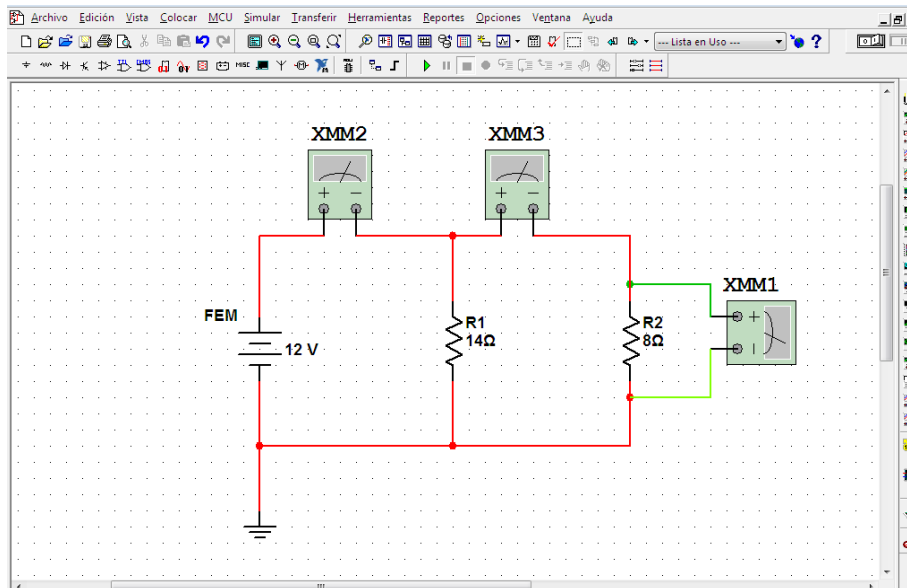 Archivo Edición Vista Colocar MCU Simular Transferir Herramientas Reportes Opciones Ventana Ayuda
--- Lista en Uso ---
MISC
XMM2 XMM3
XMM1
FEM
12 V
R1
14Ω
R2
8Ω